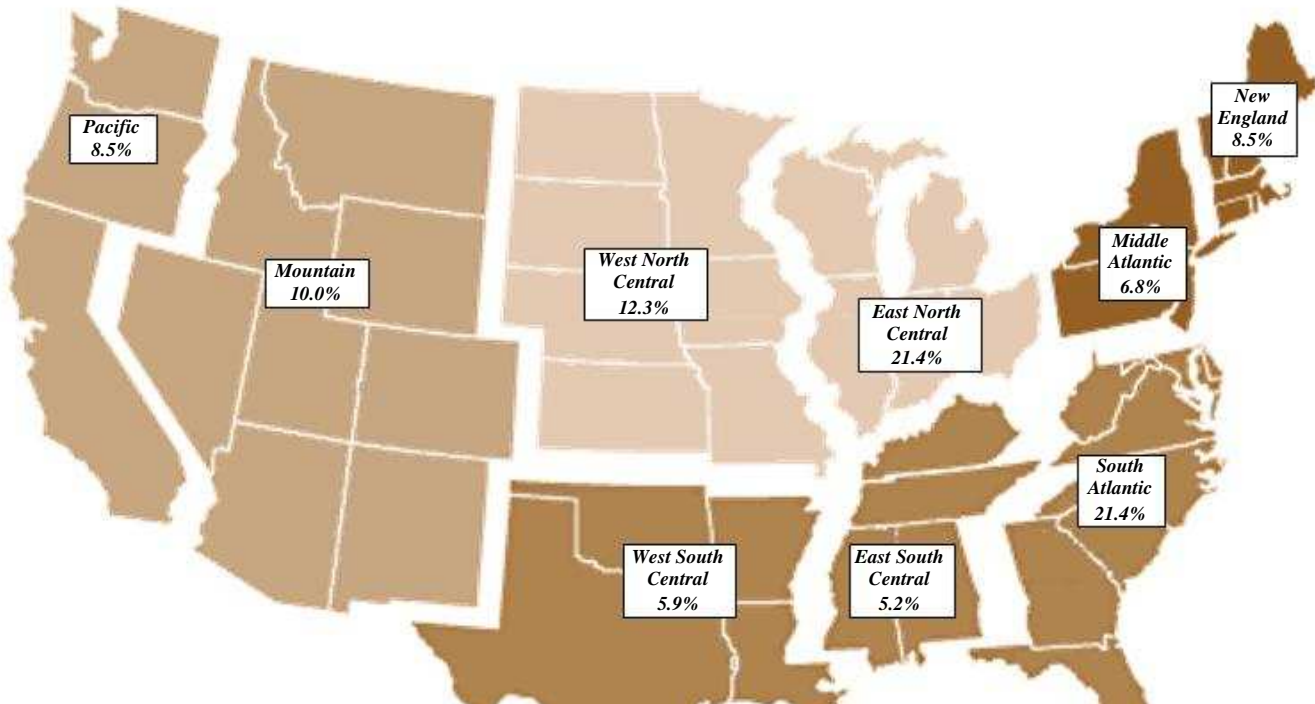 Pacific
8.5%
Mountain
10.0%
West North
Central
12.3%
East North
Central
21.4%
New
England
8.5%
Middle
Atlantic
6.8%
South
Atlantic
21.4%
West South
Central
5.9%
East South
Central
5.2%